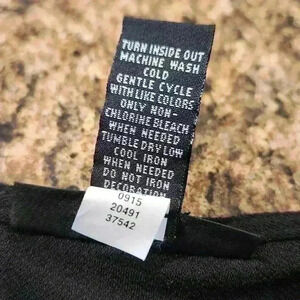 TURN INSIDE OUT
MACHINE WASH
COLD
GENTLE CYCLE
WITH LIKE COLORS
ONLY NON-
CHLORINE BLEACH
WHEN NEEDED
TUMBLE DRY LOW
COOL IRON
WHEN NEEDED
DO NOT IRON
DECORATION
0915
20491
37542